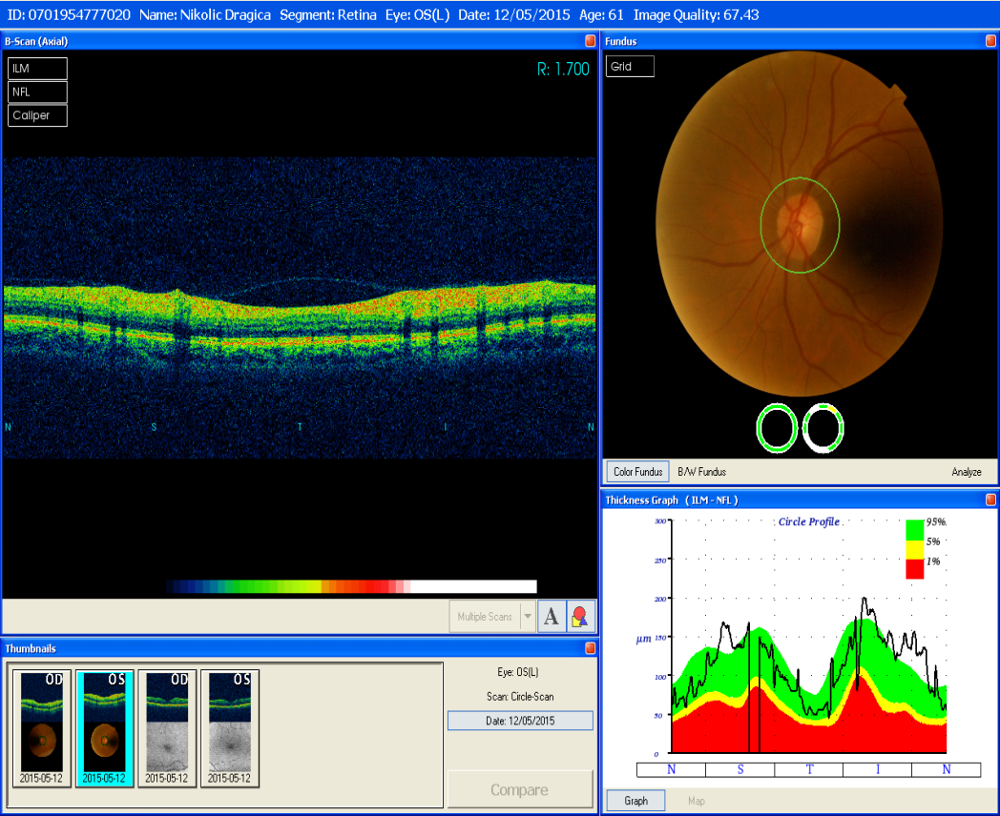 ID: 0701954777020 Name: Nikolic Dragica Segment: Retina Eye: OS(L) Date: 12/05/2015 Age: 61 Image Quality: 67.43
B-Scan (Axial)
ILM
NFL
Caliper
R: 1.700
N S T I N
Multiple Scans
A
Fundus
Grid
Color Fundus B/W Fundus Analyze
Thickness Graph ( ILM - NFL )
Circle Profile
95%
5%
1%
300
250
200
µm 150
100
50
0
N S T I N
Graph Map
Thumbnails
OD OS OD OS
2015-05-12 2015-05-12 2015-05-12 2015-05-12
Eye: OS(L)
Scan: Circle-Scan
Date: 12/05/2015
Compare